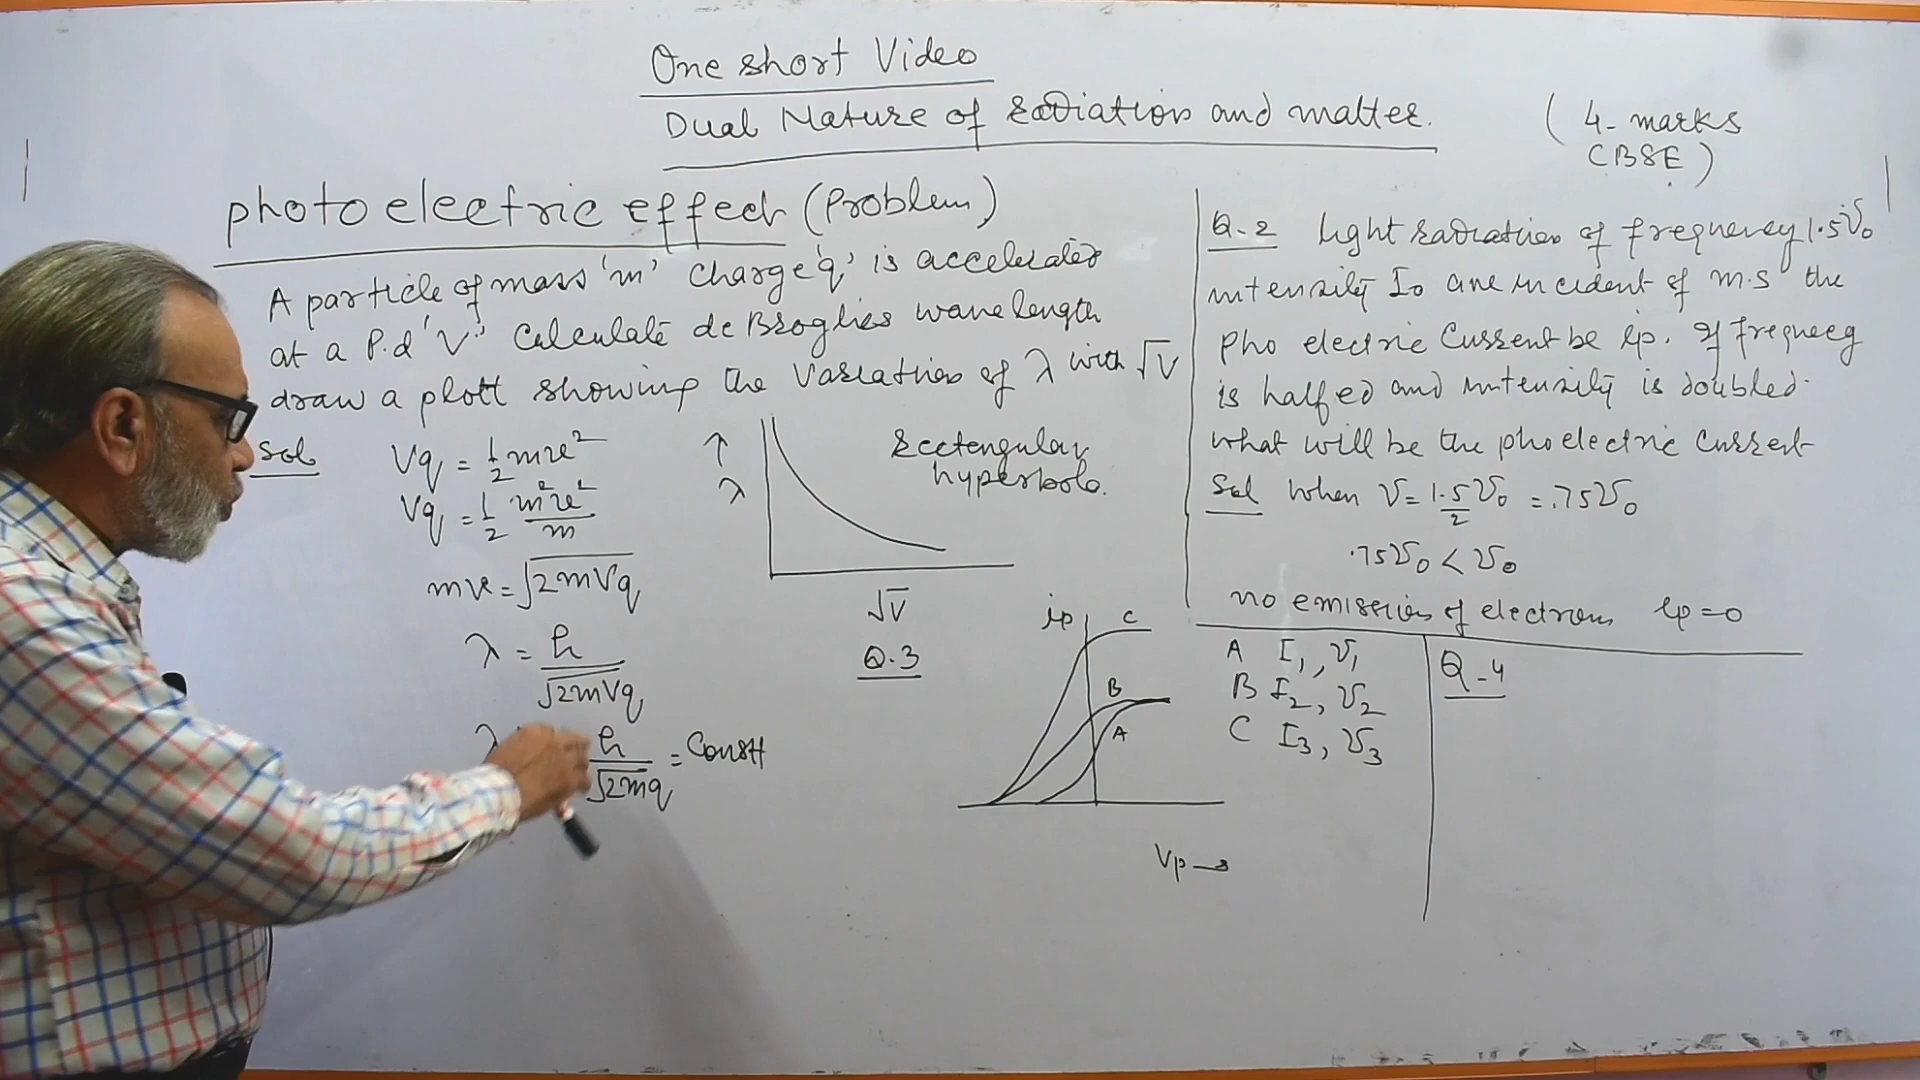 One short Video
Dual Nature of radiation and matter.
( 4- marks
CBSE )
photo electric effect (Problem)
A particle of mass 'm' Charge 'q' is accelerated
at a P.d 'V'. Calculate de Broglies wave length
draw a plott showing the Variation of λ with √V
Sol
Vq = 1/2 mv²
Vq = 1/2 m²v²/m
mv = √2mVq
λ = h/√2mVq
λ
h/√2mq = Constt
↑
λ
Rectengular
hyperbola.
√V
Q.3
ip
C
B
A
Vp→
Q-2 light radiation of frequency 1.5ν₀
intensity I₀ are incident of m.s the
Pho electric Current be ip. If frequecy
is halfed and intensity is doubled.
what will be the phoelectric current
Sol When ν = 1.5/2 ν₀ = .75ν₀
.75ν₀ < ν₀
no emission of electrons ip = 0
A I₁, ν₁
B I₂, ν₂
C I₃, ν₃
Q-4